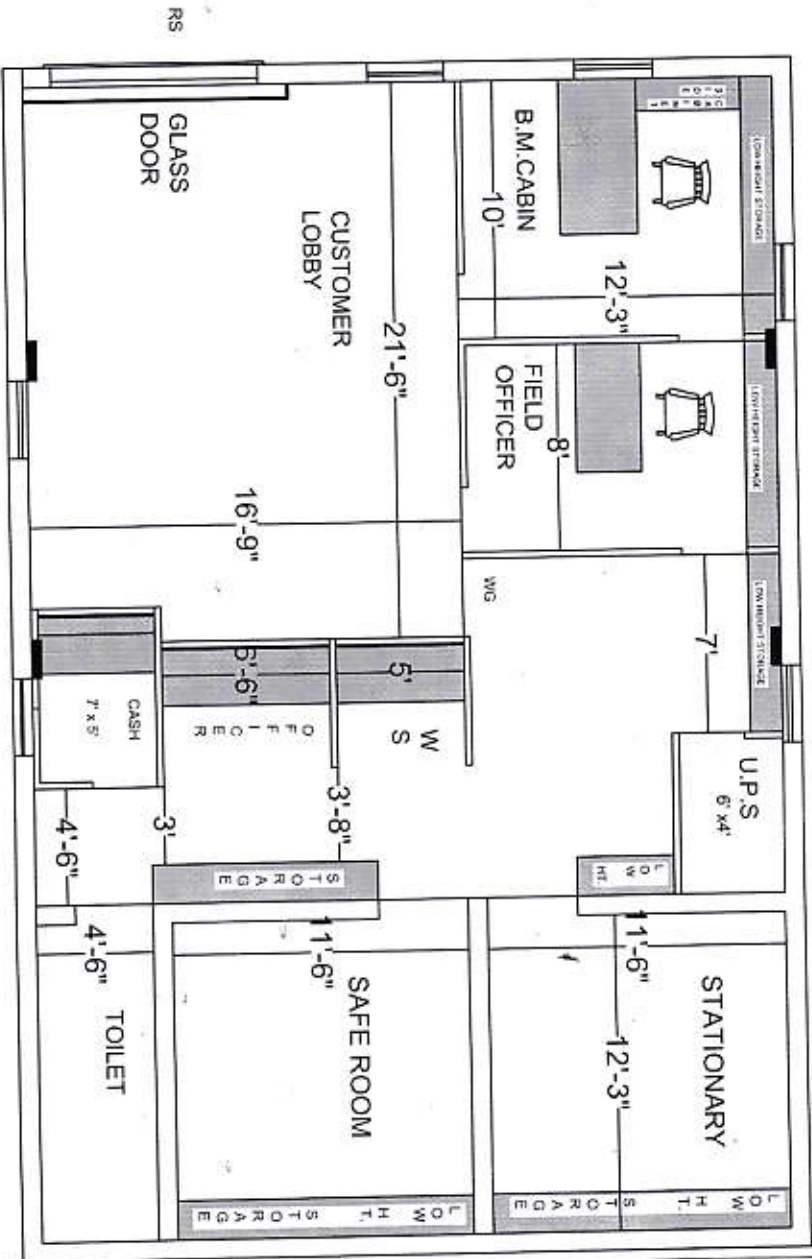 RS
GLASS
DOOR
CUSTOMER
LOBBY
21'-6"
16'-9"
B.M.CABIN
10'
12'-3"
LOW HEIGHT STORAGE
FIELD
OFFICER
8'
LOW HEIGHT STORAGE
WG
7'
LOW HEIGHT STORAGE
U.P.S
6' x4'
CASH
7' x 5'
6'-6"
OFFICER
5'
W
S
3'-8"
3'
4'-6"
STORAGE
LOW
HT.
4'-6"
TOILET
11'-6"
SAFE ROOM
LOW HT. STORAGE
11'-6"
12'-3"
STATIONARY
LOW HT. STORAGE